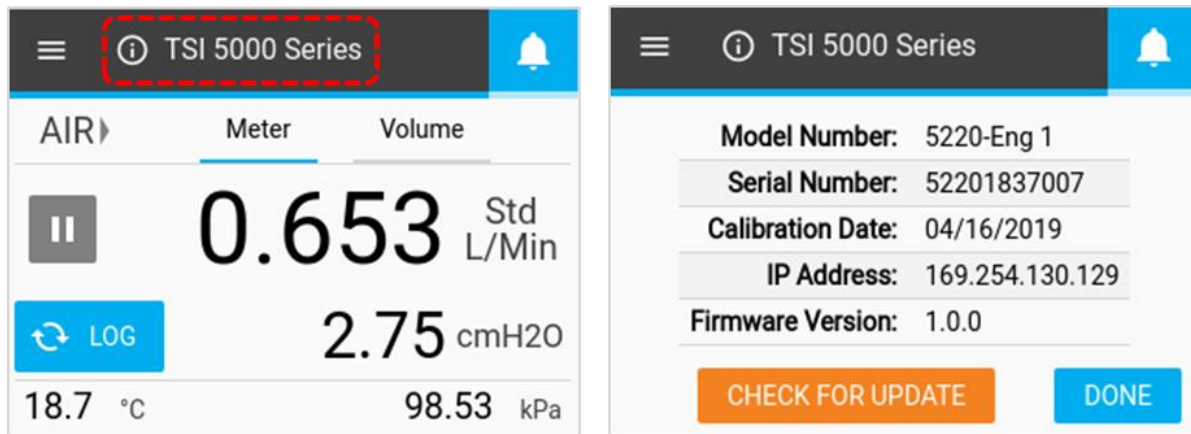 TSI 5000 Series
AIR
Meter Volume
0.653 Std L/Min
LOG
2.75 cmH2O
18.7 °C 98.53 kPa
TSI 5000 Series
Model Number: 5220-Eng 1
Serial Number: 52201837007
Calibration Date: 04/16/2019
IP Address: 169.254.130.129
Firmware Version: 1.0.0
CHECK FOR UPDATE DONE